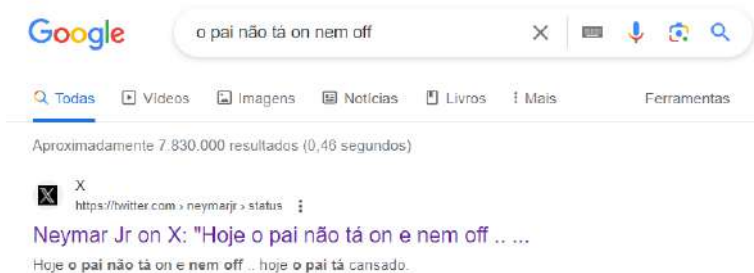 Google
o pai não tá on nem off
Todas Vídeos Imagens Notícias Livros Mais Ferramentas
Aproximadamente 7.830.000 resultados (0,46 segundos)
X
https://twitter.com › neymarjr › status
Neymar Jr on X: "Hoje o pai não tá on e nem off .. ...
Hoje o pai não tá on e nem off .. hoje o pai tá cansado.